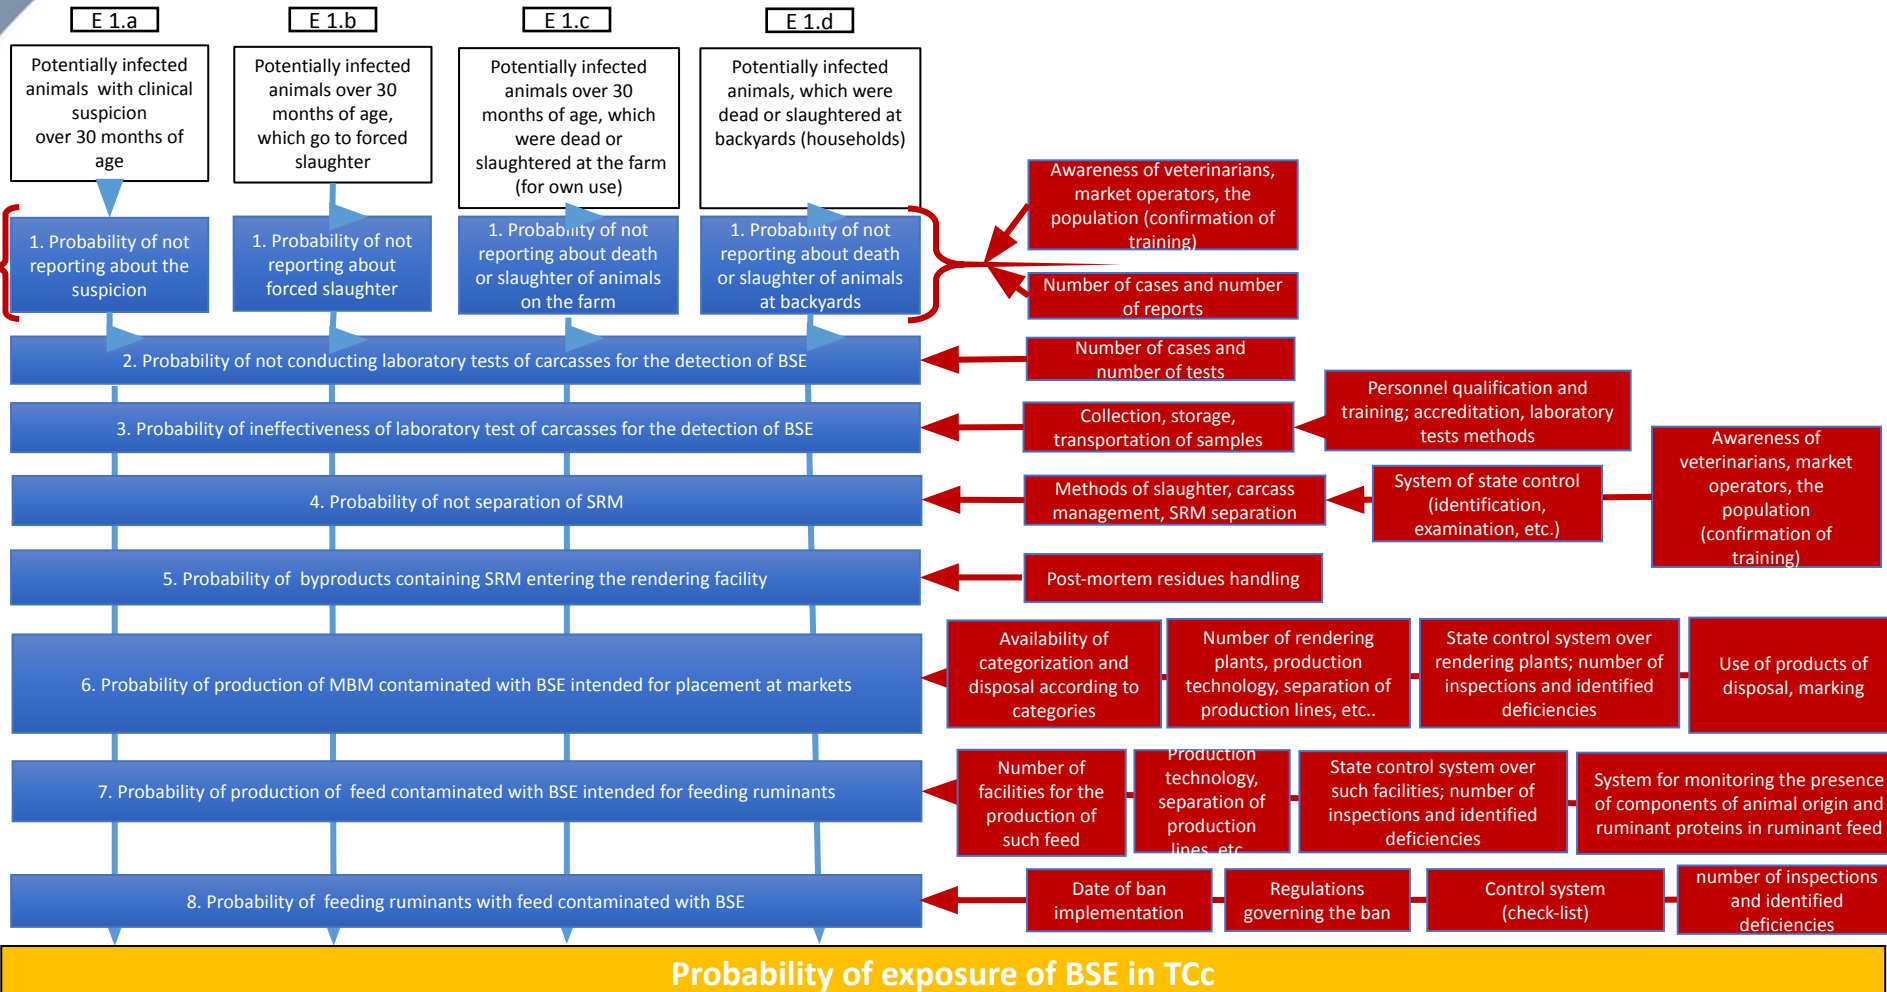 E 1.a
E 1.b
E 1.c
E 1.d
Potentially infected
animals with clinical
suspicion
over 30 months of
age
Potentially infected
animals over 30
months of age,
which go to forced
slaughter
Potentially infected
animals over 30
months of age, which
were dead or
slaughtered at the farm
(for own use)
Potentially infected
animals, which were
dead or slaughtered at
backyards (households)
1. Probability of not
reporting about the
suspicion
1. Probability of not
reporting about
forced slaughter
1. Probability of not
reporting about death
or slaughter of animals
on the farm
1. Probability of not
reporting about death
or slaughter of animals
at backyards
Awareness of veterinarians,
market operators, the
population (confirmation of
training)
Number of cases and number
of reports
2. Probability of not conducting laboratory tests of carcasses for the detection of BSE
Number of cases and
number of tests
3. Probability of ineffectiveness of laboratory test of carcasses for the detection of BSE
Collection, storage,
transportation of samples
Personnel qualification and
training; accreditation, laboratory
tests methods
4. Probability of not separation of SRM
Methods of slaughter, carcass
management, SRM separation
System of state control
(identification,
examination, etc.)
Awareness of
veterinarians, market
operators, the
population
(confirmation of
training)
5. Probability of byproducts containing SRM entering the rendering facility
Post-mortem residues handling
6. Probability of production of MBM contaminated with BSE intended for placement at markets
Availability of
categorization and
disposal according to
categories
Number of rendering
plants, production
technology, separation of
production lines, etc..
State control system over
rendering plants; number of
inspections and identified
deficiencies
Use of products of
disposal, marking
7. Probability of production of feed contaminated with BSE intended for feeding ruminants
Number of
facilities for the
production of
such feed
Production
technology,
separation of
production
lines, etc
State control system over
such facilities; number of
inspections and identified
deficiencies
System for monitoring the presence
of components of animal origin and
ruminant proteins in ruminant feed
8. Probability of feeding ruminants with feed contaminated with BSE
Date of ban
implementation
Regulations
governing the ban
Control system
(check-list)
number of inspections
and identified
deficiencies
Probability of exposure of BSE in TCc